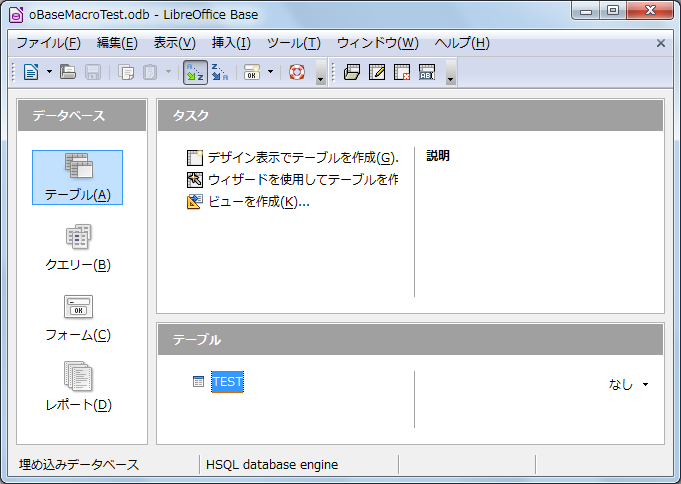 oBaseMacroTest.odb - LibreOffice Base
ファイル(F) 編集(E) 表示(V) 挿入(I) ツール(T) ウィンドウ(W) ヘルプ(H)
データベース
テーブル(A)
クエリー(B)
フォーム(C)
レポート(D)
タスク
デザイン表示でテーブルを作成(G).
ウィザードを使用してテーブルを作
ビューを作成(K)...
説明
テーブル
TEST
なし
埋め込みデータベース HSQL database engine